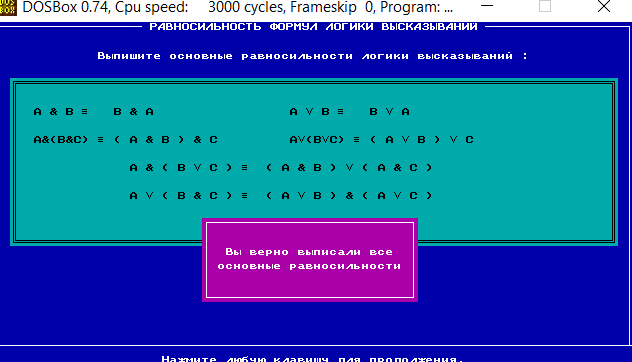 DOSBox 0.74, Cpu speed: 3000 cycles, Frameskip 0, Program: ...
РАВНОСИЛЬНОСТЬ ФОРМУЛ ЛОГИКИ ВЫСКАЗЫВАНИЙ
Выпишите основные равносильности логики высказываний :
A & B ≡ B & A A ∨ B ≡ B ∨ A
A&(B&C) ≡ ( A & B ) & C A∨(B∨C) ≡ ( A ∨ B ) ∨ C
A & ( B ∨ C ) ≡ ( A & B ) ∨ ( A & C )
A ∨ ( B & C ) ≡ ( A ∨ B ) & ( A ∨ C )
Вы верно выписали все
основные равносильности
Нажмите любую клавишу для продолжения.